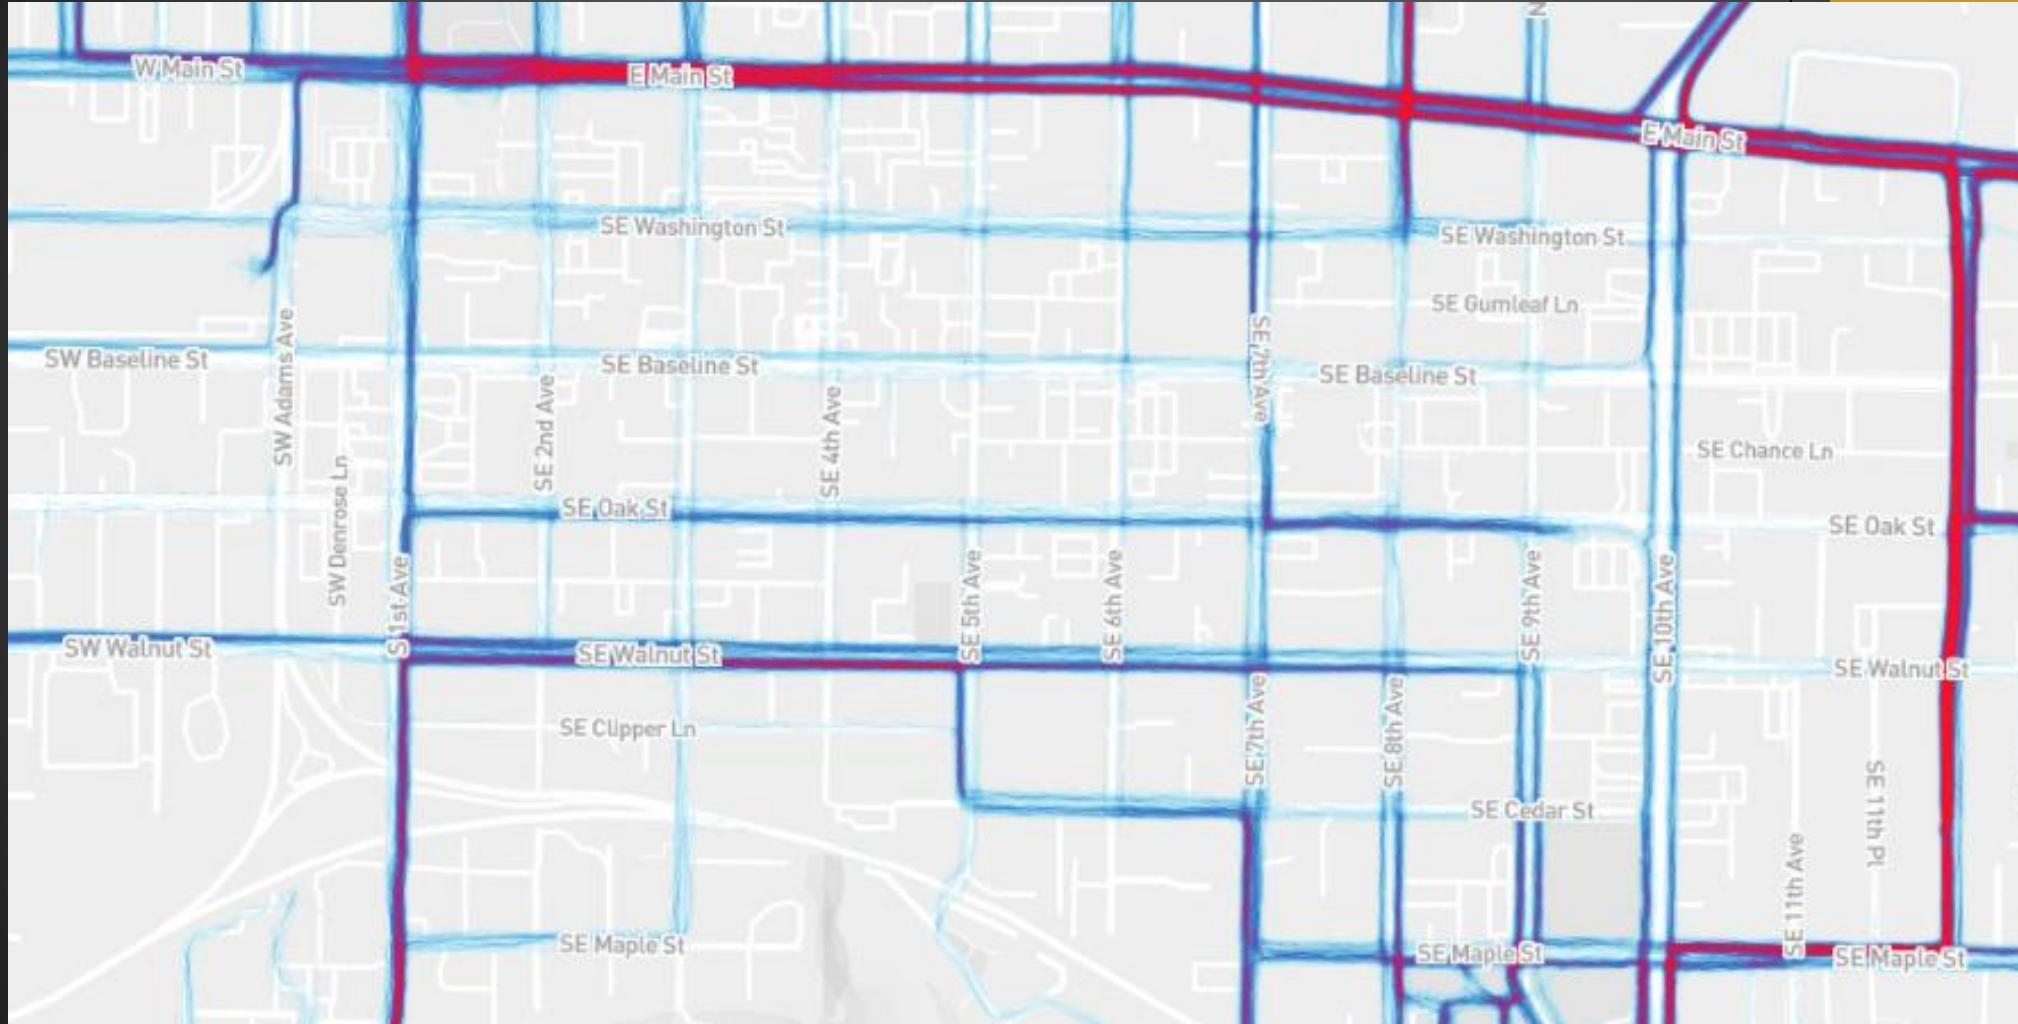 N
W Main St
E Main St
E Main St
SE Washington St
SE Washington St
SE Gumleaf Ln
SW Baseline St
SE Baseline St
SE Baseline St
SW Adams Ave
SE 7th Ave
SE 2nd Ave
SE 4th Ave
SE Chance Ln
SW Denrose Ln
SE Oak St
SE Oak St
S 1st Ave
SE 5th Ave
SE 6th Ave
SE 9th Ave
SE 10th Ave
SW Walnut St
SE Walnut St
SE Walnut St
SE Clipper Ln
SE 7th Ave
SE 8th Ave
SE 11th Pl
SE Cedar St
SE 11th Ave
SE Maple St
SE Maple St
SE Maple St